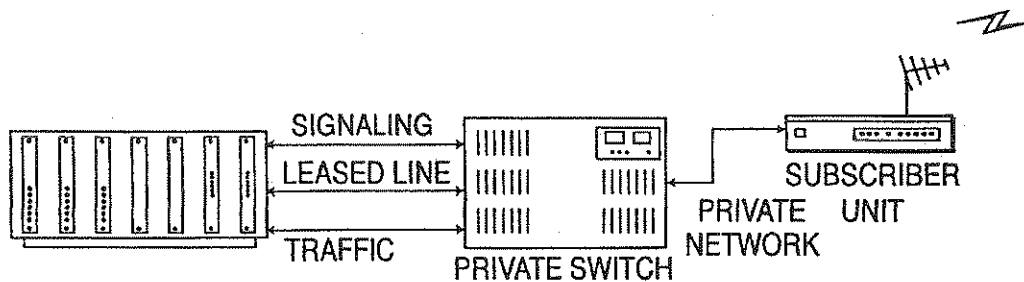 SIGNALING
LEASED LINE
TRAFFIC
PRIVATE SWITCH
PRIVATE
NETWORK
SUBSCRIBER
UNIT